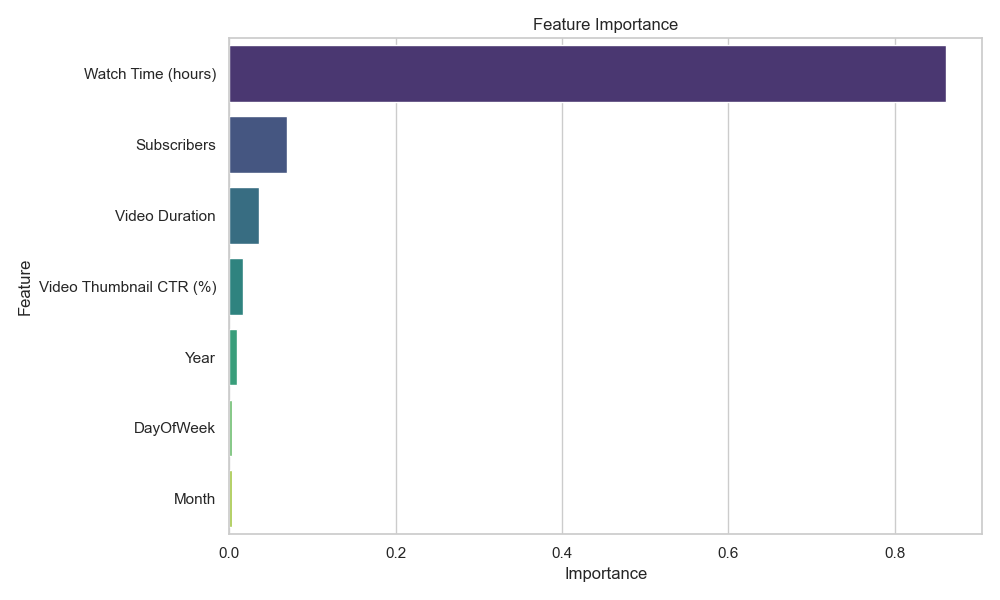 Feature Importance
Watch Time (hours)
Subscribers
Video Duration
Video Thumbnail CTR (%)
Year
DayOfWeek
Month
Feature
0.0 0.2 0.4 0.6 0.8
Importance